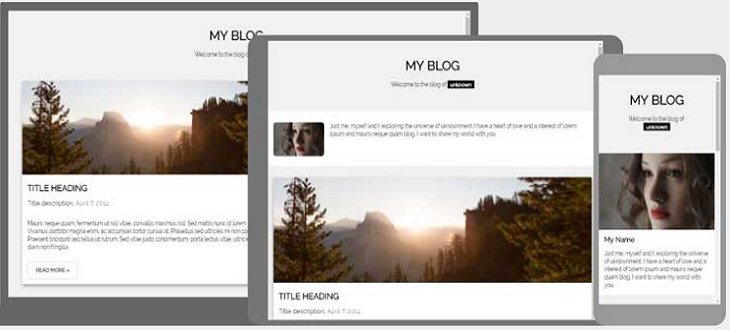 MY BLOG
Welcome to the blog o
TITLE HEADING
Title description, April 7, 2014
Mauris neque quam, fermentum ut nisl vitae, convallis maximus nisl. Sed mattis nunc id lorem
Vivamus porttitor magna enim, ac accumsan tortor cursus at. Phasellus sed ultricies mi non co
Praesent tincidunt sed tellus ut rutrum. Sed vitae justo condimentum, porta lectus vitae, ultric
diam non fringilla.
READ MORE »
MY BLOG
Welcome to the blog of unknown
Just me, myself and I, exploring the universe of uknownment. I have a heart of love and a interest of lorem
ipsum and mauris neque quam blog. I want to share my world with you.
TITLE HEADING
Title description, April 7, 2014
MY BLOG
Welcome to the blog of
unknown
My Name
Just me, myself and I, exploring the universe
of uknownment. I have a heart of love and a
interest of lorem ipsum and mauris neque
quam blog. I want to share my world with
you.